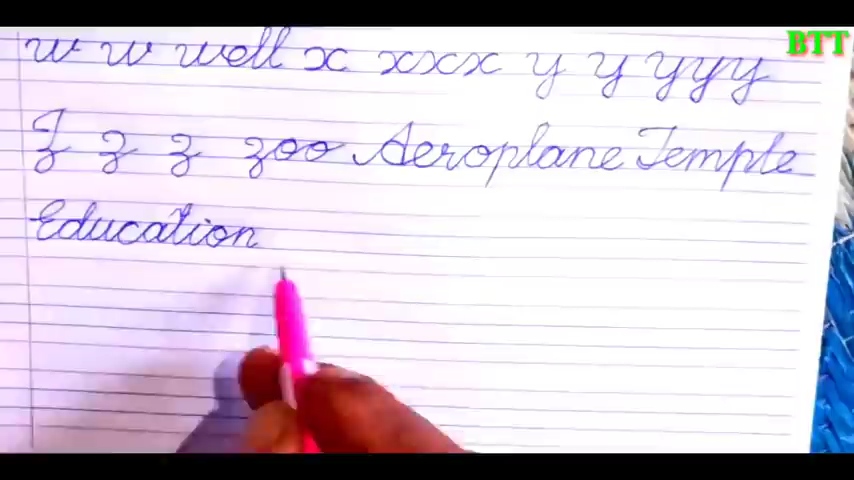 BTT
w w well x xxx y y yyy
Z z z zoo Aeroplane Temple
Education